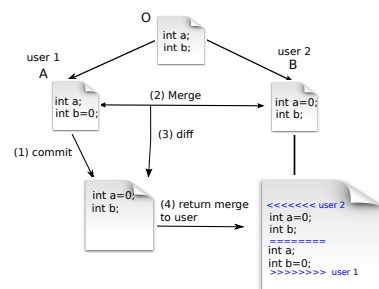 O
int a;
int b;
user 1
A
user 2
B
int a;
int b=0;
(2) Merge
int a=0;
int b;
(3) diff
(1) commit
int a=0;
int b;
(4) return merge
to user
<<<<<<< user 2
int a=0;
int b;
========
int a;
int b=0;
>>>>>>>> user 1